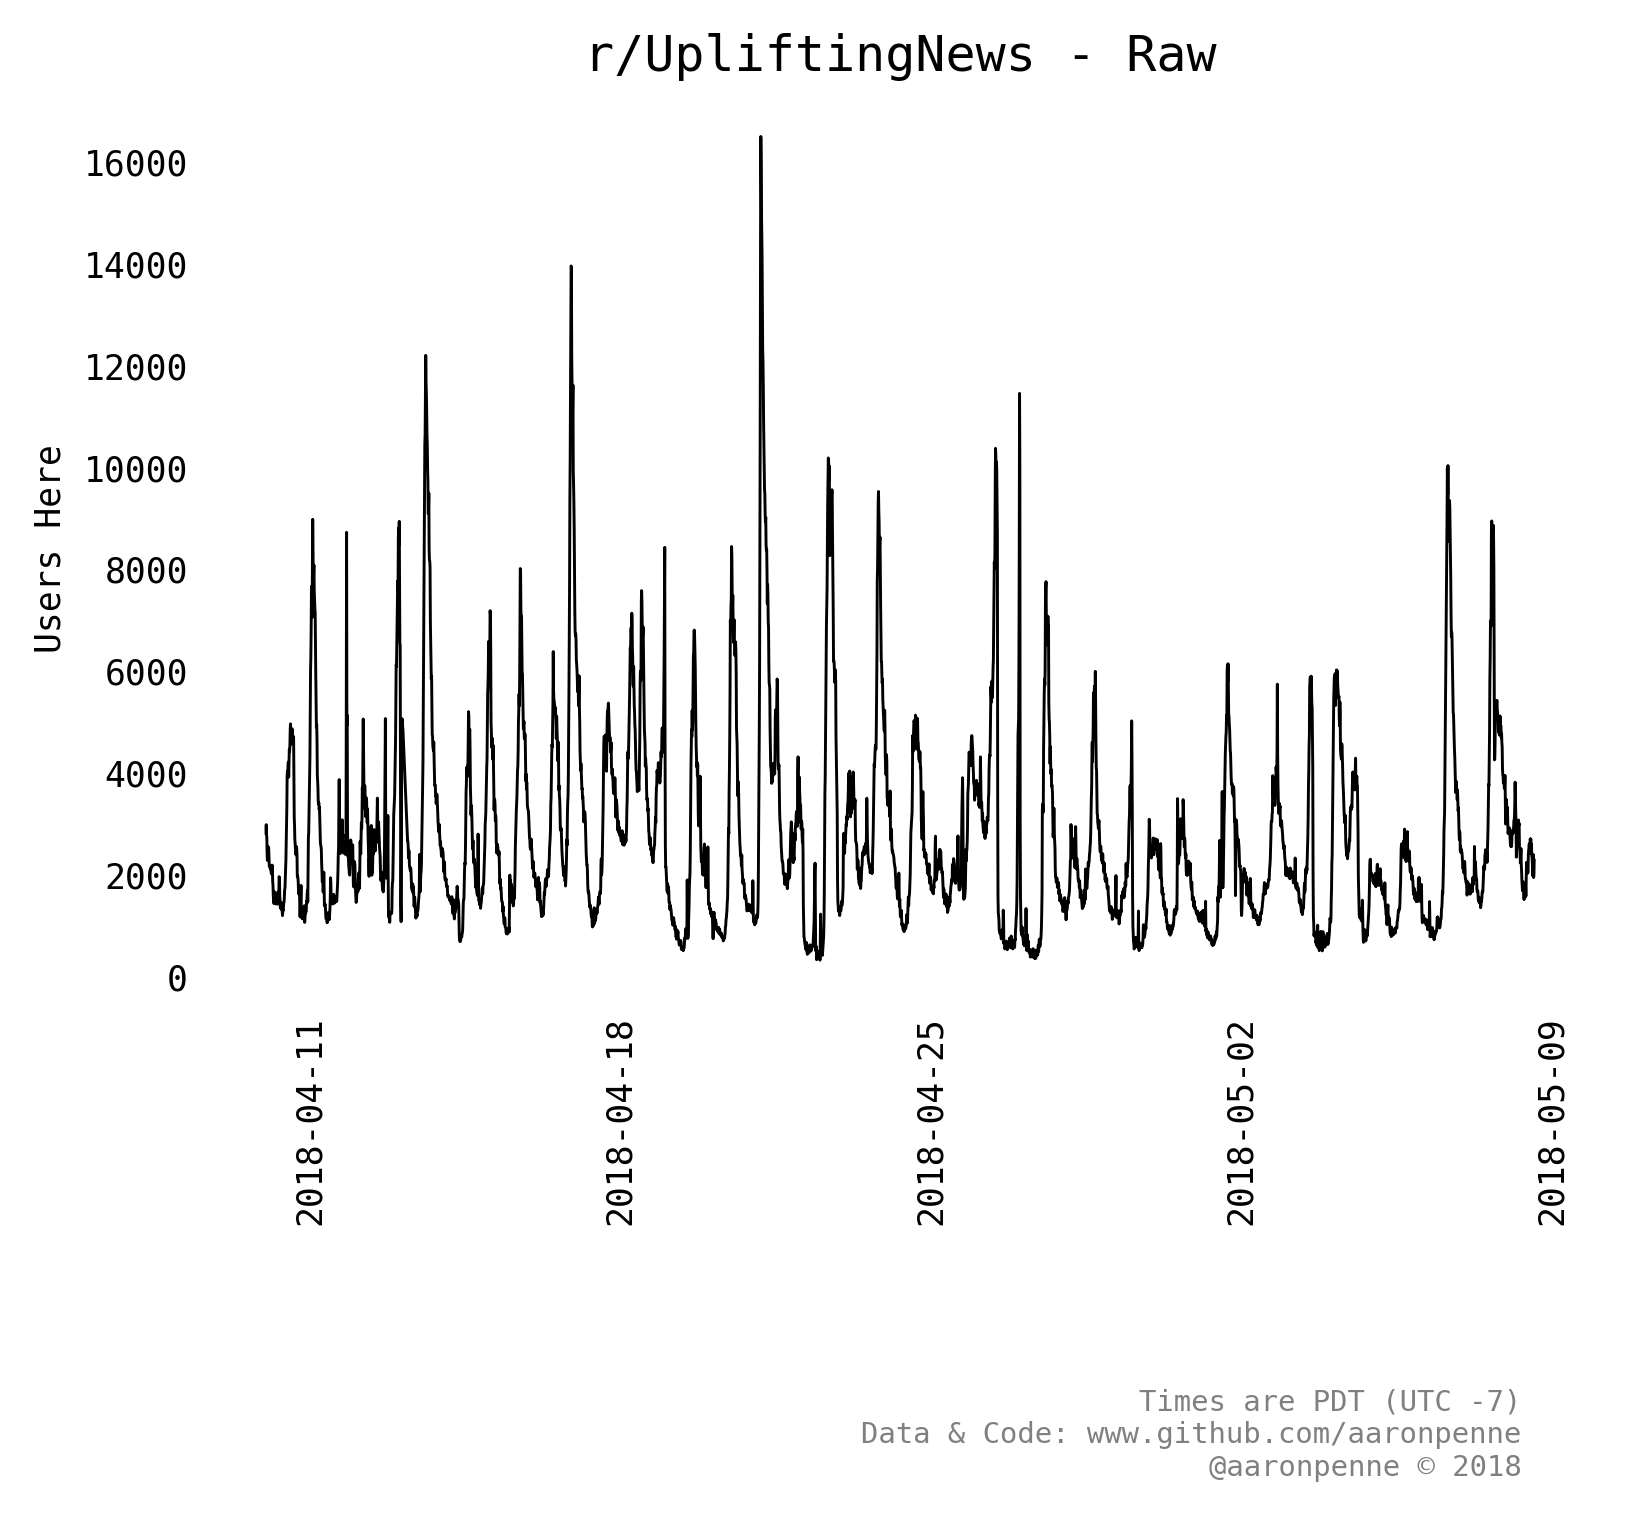 r/UpliftingNews - Raw
16000
14000
12000
10000
8000
6000
4000
2000
0
Users Here
2018-04-11
2018-04-18
2018-04-25
2018-05-02
2018-05-09
Times are PDT (UTC -7)
Data & Code: www.github.com/aaronpenne
@aaronpenne © 2018